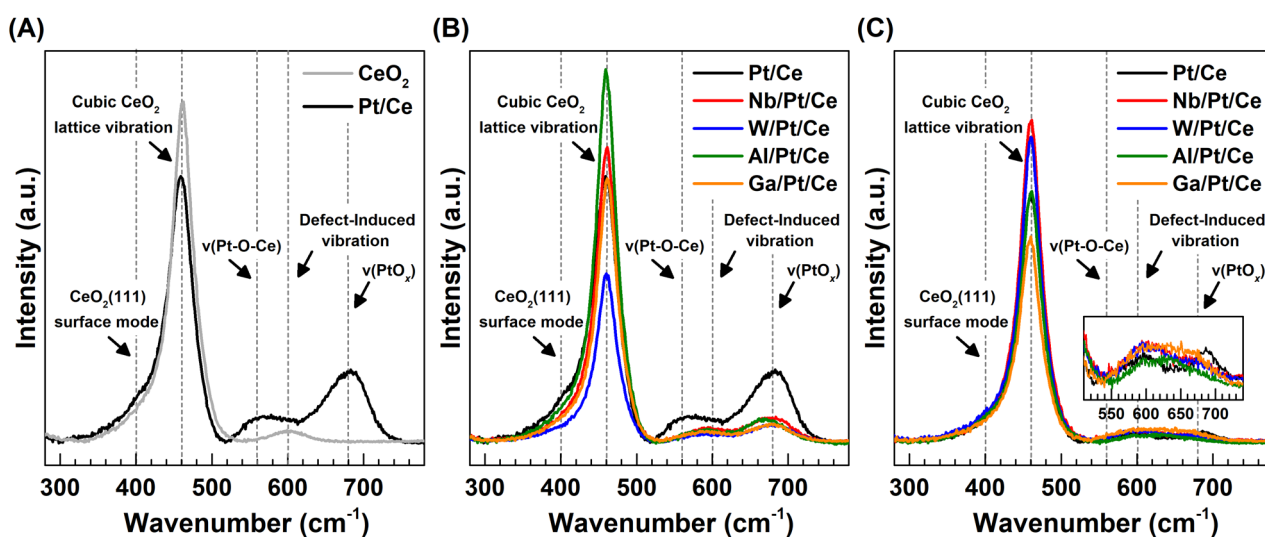 (A)
CeO₂
Pt/Ce
Cubic CeO₂
lattice vibration
Defect-Induced
vibration
ν(Pt-O-Ce)
ν(PtOₓ)
CeO₂(111)
surface mode
Intensity (a.u.)
300 400 500 600 700
Wavenumber (cm⁻¹)
(B)
Pt/Ce
Nb/Pt/Ce
W/Pt/Ce
Al/Pt/Ce
Ga/Pt/Ce
Cubic CeO₂
lattice vibration
Defect-Induced
vibration
ν(Pt-O-Ce)
ν(PtOₓ)
CeO₂(111)
surface mode
Intensity (a.u.)
300 400 500 600 700
Wavenumber (cm⁻¹)
(C)
Pt/Ce
Nb/Pt/Ce
W/Pt/Ce
Al/Pt/Ce
Ga/Pt/Ce
Cubic CeO₂
lattice vibration
Defect-Induced
vibration
ν(Pt-O-Ce)
ν(PtOₓ)
CeO₂(111)
surface mode
550 600 650 700
Intensity (a.u.)
300 400 500 600 700
Wavenumber (cm⁻¹)